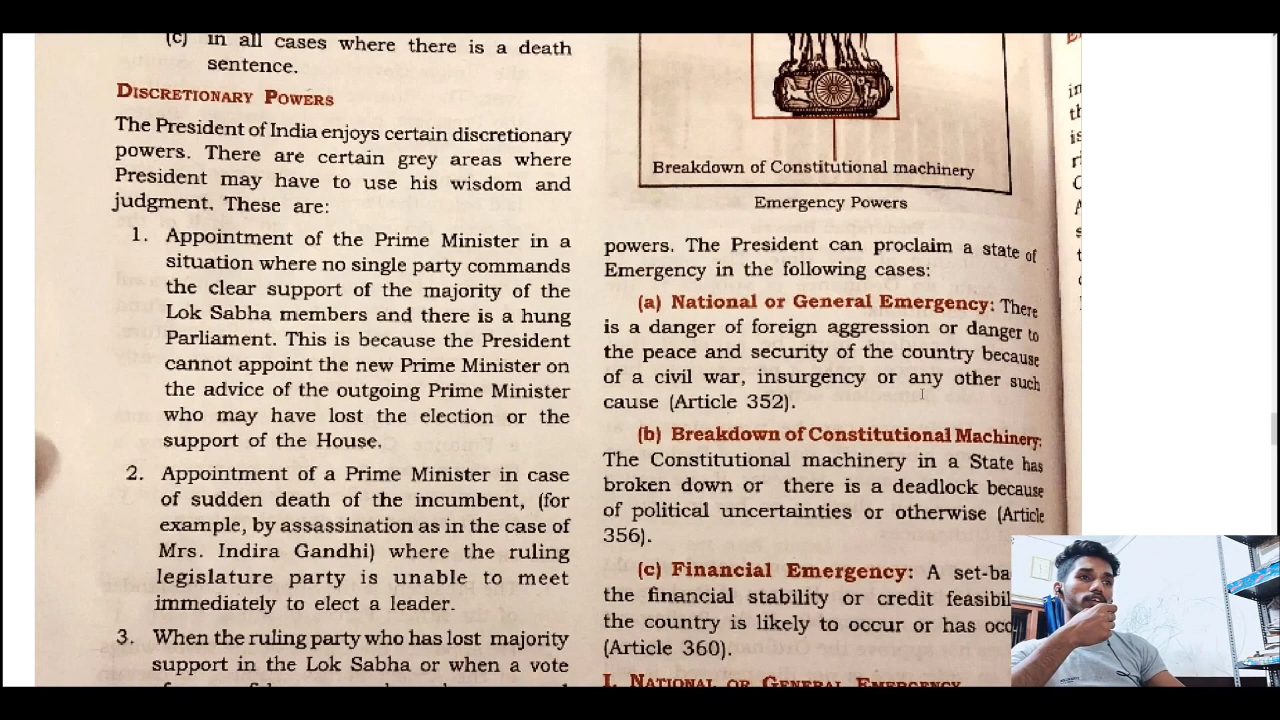 (c) in all cases where there is a death
sentence.
DISCRETIONARY POWERS
The President of India enjoys certain discretionary
powers. There are certain grey areas where
President may have to use his wisdom and
judgment. These are:
1. Appointment of the Prime Minister in a
situation where no single party commands
the clear support of the majority of the
Lok Sabha members and there is a hung
Parliament. This is because the President
cannot appoint the new Prime Minister on
the advice of the outgoing Prime Minister
who may have lost the election or the
support of the House.
2. Appointment of a Prime Minister in case
of sudden death of the incumbent, (for
example, by assassination as in the case of
Mrs. Indira Gandhi) where the ruling
legislature party is unable to meet
immediately to elect a leader.
3. When the ruling party who has lost majority
support in the Lok Sabha or when a vote
Breakdown of Constitutional machinery
Emergency Powers
powers. The President can proclaim a state of
Emergency in the following cases:
(a) National or General Emergency: There
is a danger of foreign aggression or danger to
the peace and security of the country because
of a civil war, insurgency or any other such
cause (Article 352).
(b) Breakdown of Constitutional Machinery:
The Constitutional machinery in a State has
broken down or there is a deadlock because
of political uncertainties or otherwise (Article
356).
(c) Financial Emergency: A set-ba
the financial stability or credit feasibil
the country is likely to occur or has occ
(Article 360).
I. NATIONAL OR GENERAL EMERGENCY